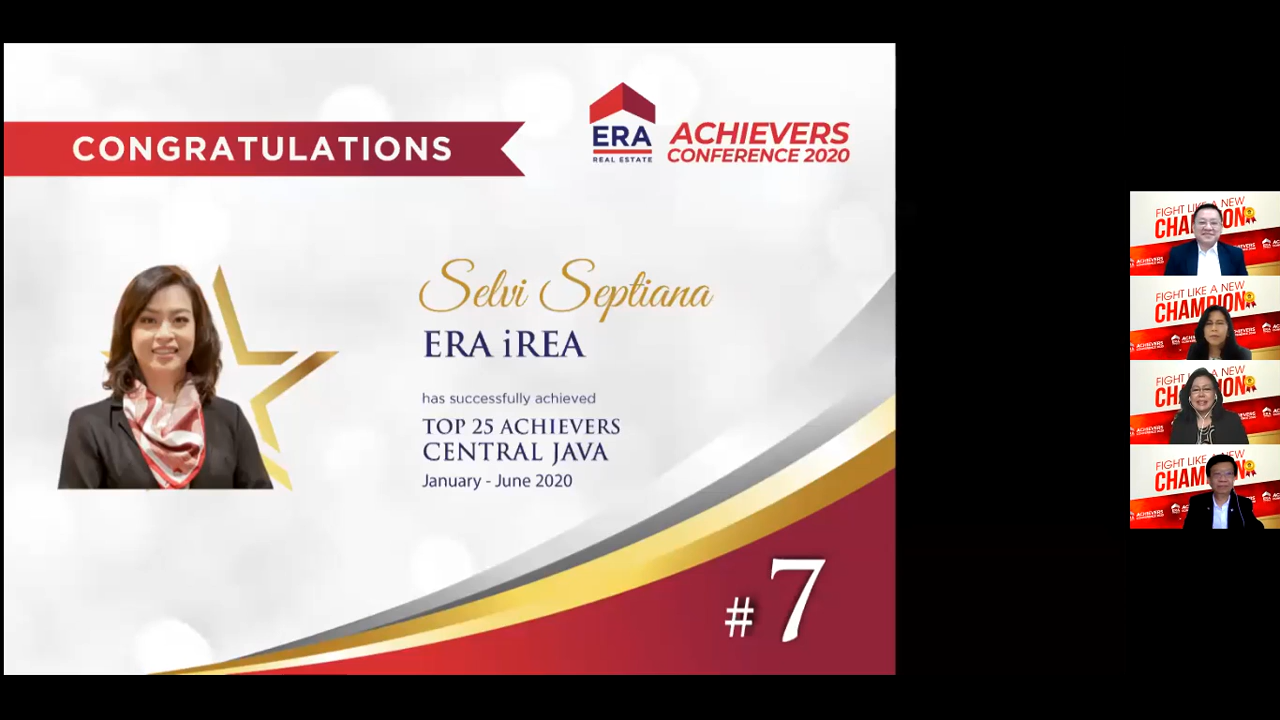 CONGRATULATIONS
ERA
REAL ESTATE
ACHIEVERS
CONFERENCE 2020
Selvi Septiana
ERA iREA
has successfully achieved
TOP 25 ACHIEVERS
CENTRAL JAVA
January - June 2020
#7
FIGHT LIKE A NEW
CHAMPION
FIGHT LIKE A NEW
CHAMPION
FIGHT LIKE A NEW
CHAMPION
FIGHT LIKE A NEW
CHAMPION